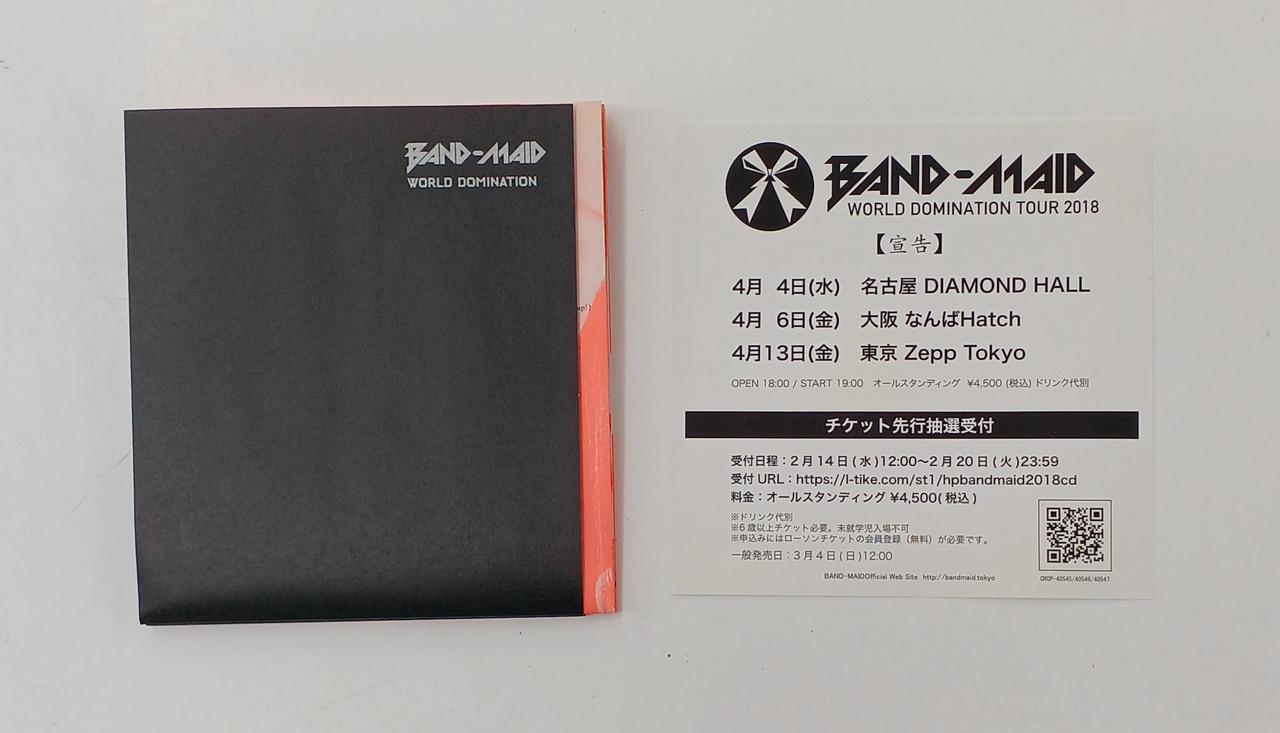 BAND-MAID
WORLD DOMINATION
up!)
BAND-MAID
WORLD DOMINATION TOUR 2018
【宣告】
4月 4日(水) 名古屋 DIAMOND HALL
4月 6日(金) 大阪 なんばHatch
4月13日(金) 東京 Zepp Tokyo
OPEN 18:00 / START 19:00 オールスタンディング ¥4,500 (税込) ドリンク代別
チケット先行抽選受付
受付日程：2月14日(水)12:00〜2月20日(火)23:59
受付URL：https://l-tike.com/st1/hpbandmaid2018cd
料金：オールスタンディング ¥4,500(税込)
※ドリンク代別
※6歳以上チケット必要。未就学児入場不可
※申込みにはローソンチケットの会員登録（無料）が必要です。
一般発売日：3月4日(日)12:00
BAND-MAIDOfficial Web Site http://bandmaid.tokyo
CRCP-40545/40546/40547